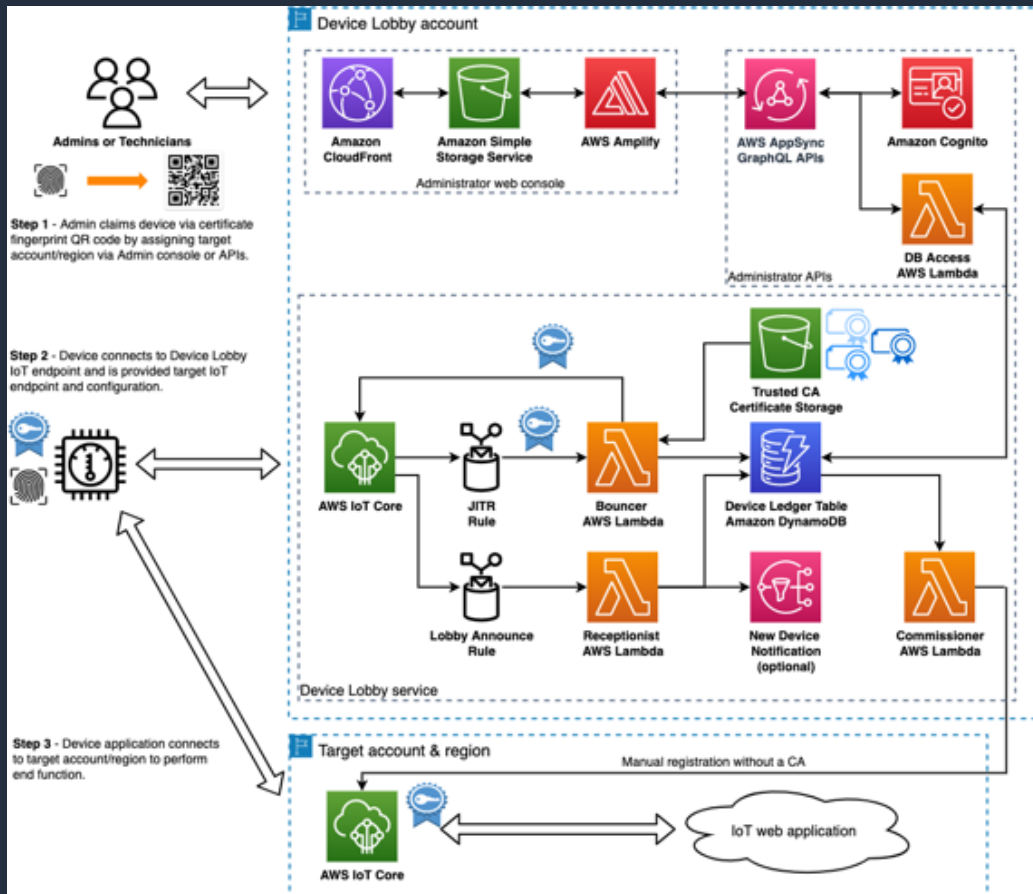 Device Lobby account
Admins or Technicians
Amazon
CloudFront
Amazon Simple
Storage Service
AWS Amplify
Administrator web console
AWS AppSync
GraphQL APIs
Amazon Cognito
DB Access
AWS Lambda
Administrator APIs
Step 1 - Admin claims device via certificate
fingerprint QR code by assigning target
account/region via Admin console or APIs.
Step 2 - Device connects to Device Lobby
IoT endpoint and is provided target IoT
endpoint and configuration.
Trusted CA
Certificate Storage
AWS IoT Core
JITR
Rule
Bouncer
AWS Lambda
Device Ledger Table
Amazon DynamoDB
Lobby Announce
Rule
Receptionist
AWS Lambda
New Device
Notification
(optional)
Commissioner
AWS Lambda
Device Lobby service
Step 3 - Device application connects
to target account/region to perform
end function.
Target account & region
Manual registration without a CA
AWS IoT Core
IoT web application